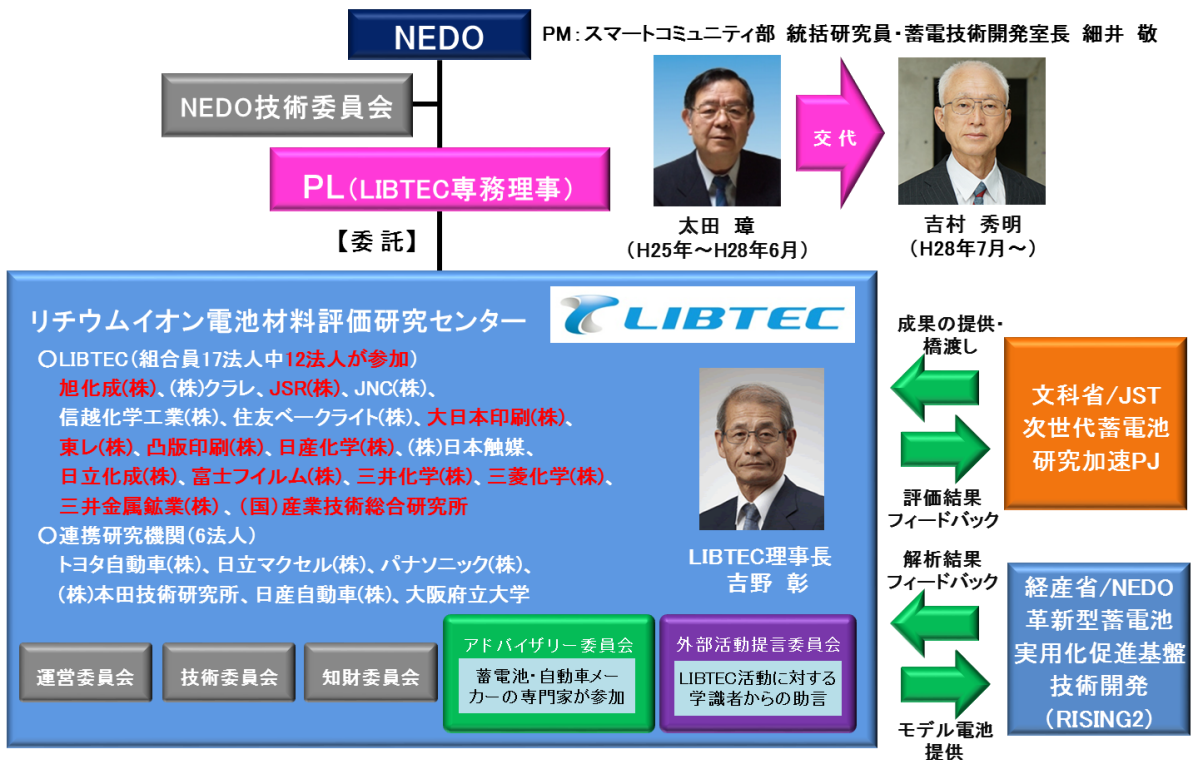 NEDO
PM:スマートコミュニティ部 統括研究員・蓄電技術開発室長 細井 敬
NEDO技術委員会
PL(LIBTEC専務理事)
交代
太田 璋
(H25年～H28年6月)
吉村 秀明
(H28年7月～)
【委託】
リチウムイオン電池材料評価研究センター
LIBTEC
○LIBTEC(組合員17法人中12法人が参加)
旭化成(株)、(株)クラレ、JSR(株)、JNC(株)、
信越化学工業(株)、住友ベークライト(株)、大日本印刷(株)、
東レ(株)、凸版印刷(株)、日産化学(株)、(株)日本触媒、
日立化成(株)、富士フイルム(株)、三井化学(株)、三菱化学(株)、
三井金属鉱業(株) 、(国)産業技術総合研究所
○連携研究機関(6法人)
トヨタ自動車(株)、日立マクセル(株)、パナソニック(株)、
(株)本田技術研究所、日産自動車(株)、大阪府立大学
LIBTEC理事長
吉野 彰
運営委員会
技術委員会
知財委員会
アドバイザリー委員会
蓄電池・自動車メー
カーの専門家が参加
外部活動提言委員会
LIBTEC活動に対する
学識者からの助言
成果の提供・
橋渡し
評価結果
フィードバック
文科省/JST
次世代蓄電池
研究加速PJ
解析結果
フィードバック
モデル電池
提供
経産省/NEDO
革新型蓄電池
実用化促進基盤
技術開発
(RISING2)